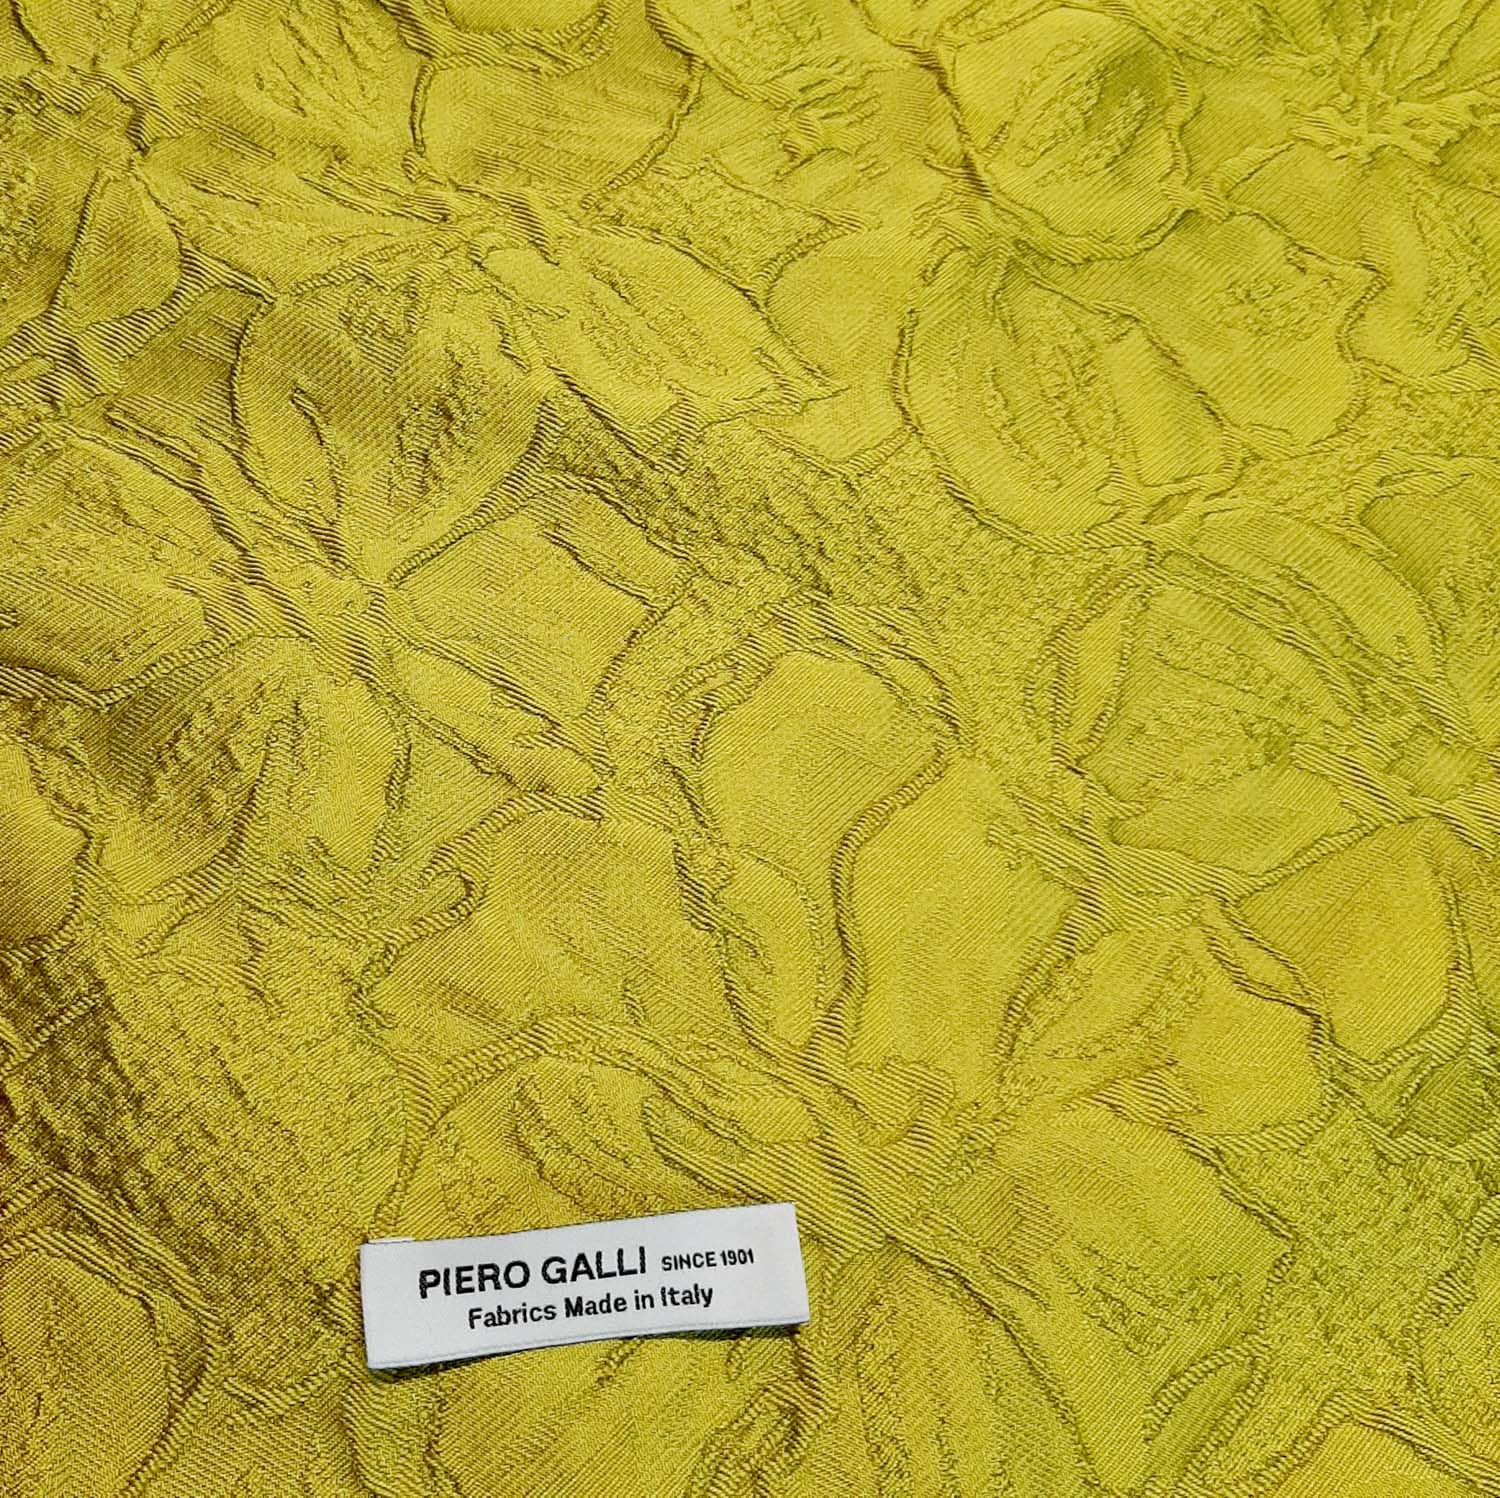 PIERO GALLI SINCE 1901
Fabrics Made in Italy